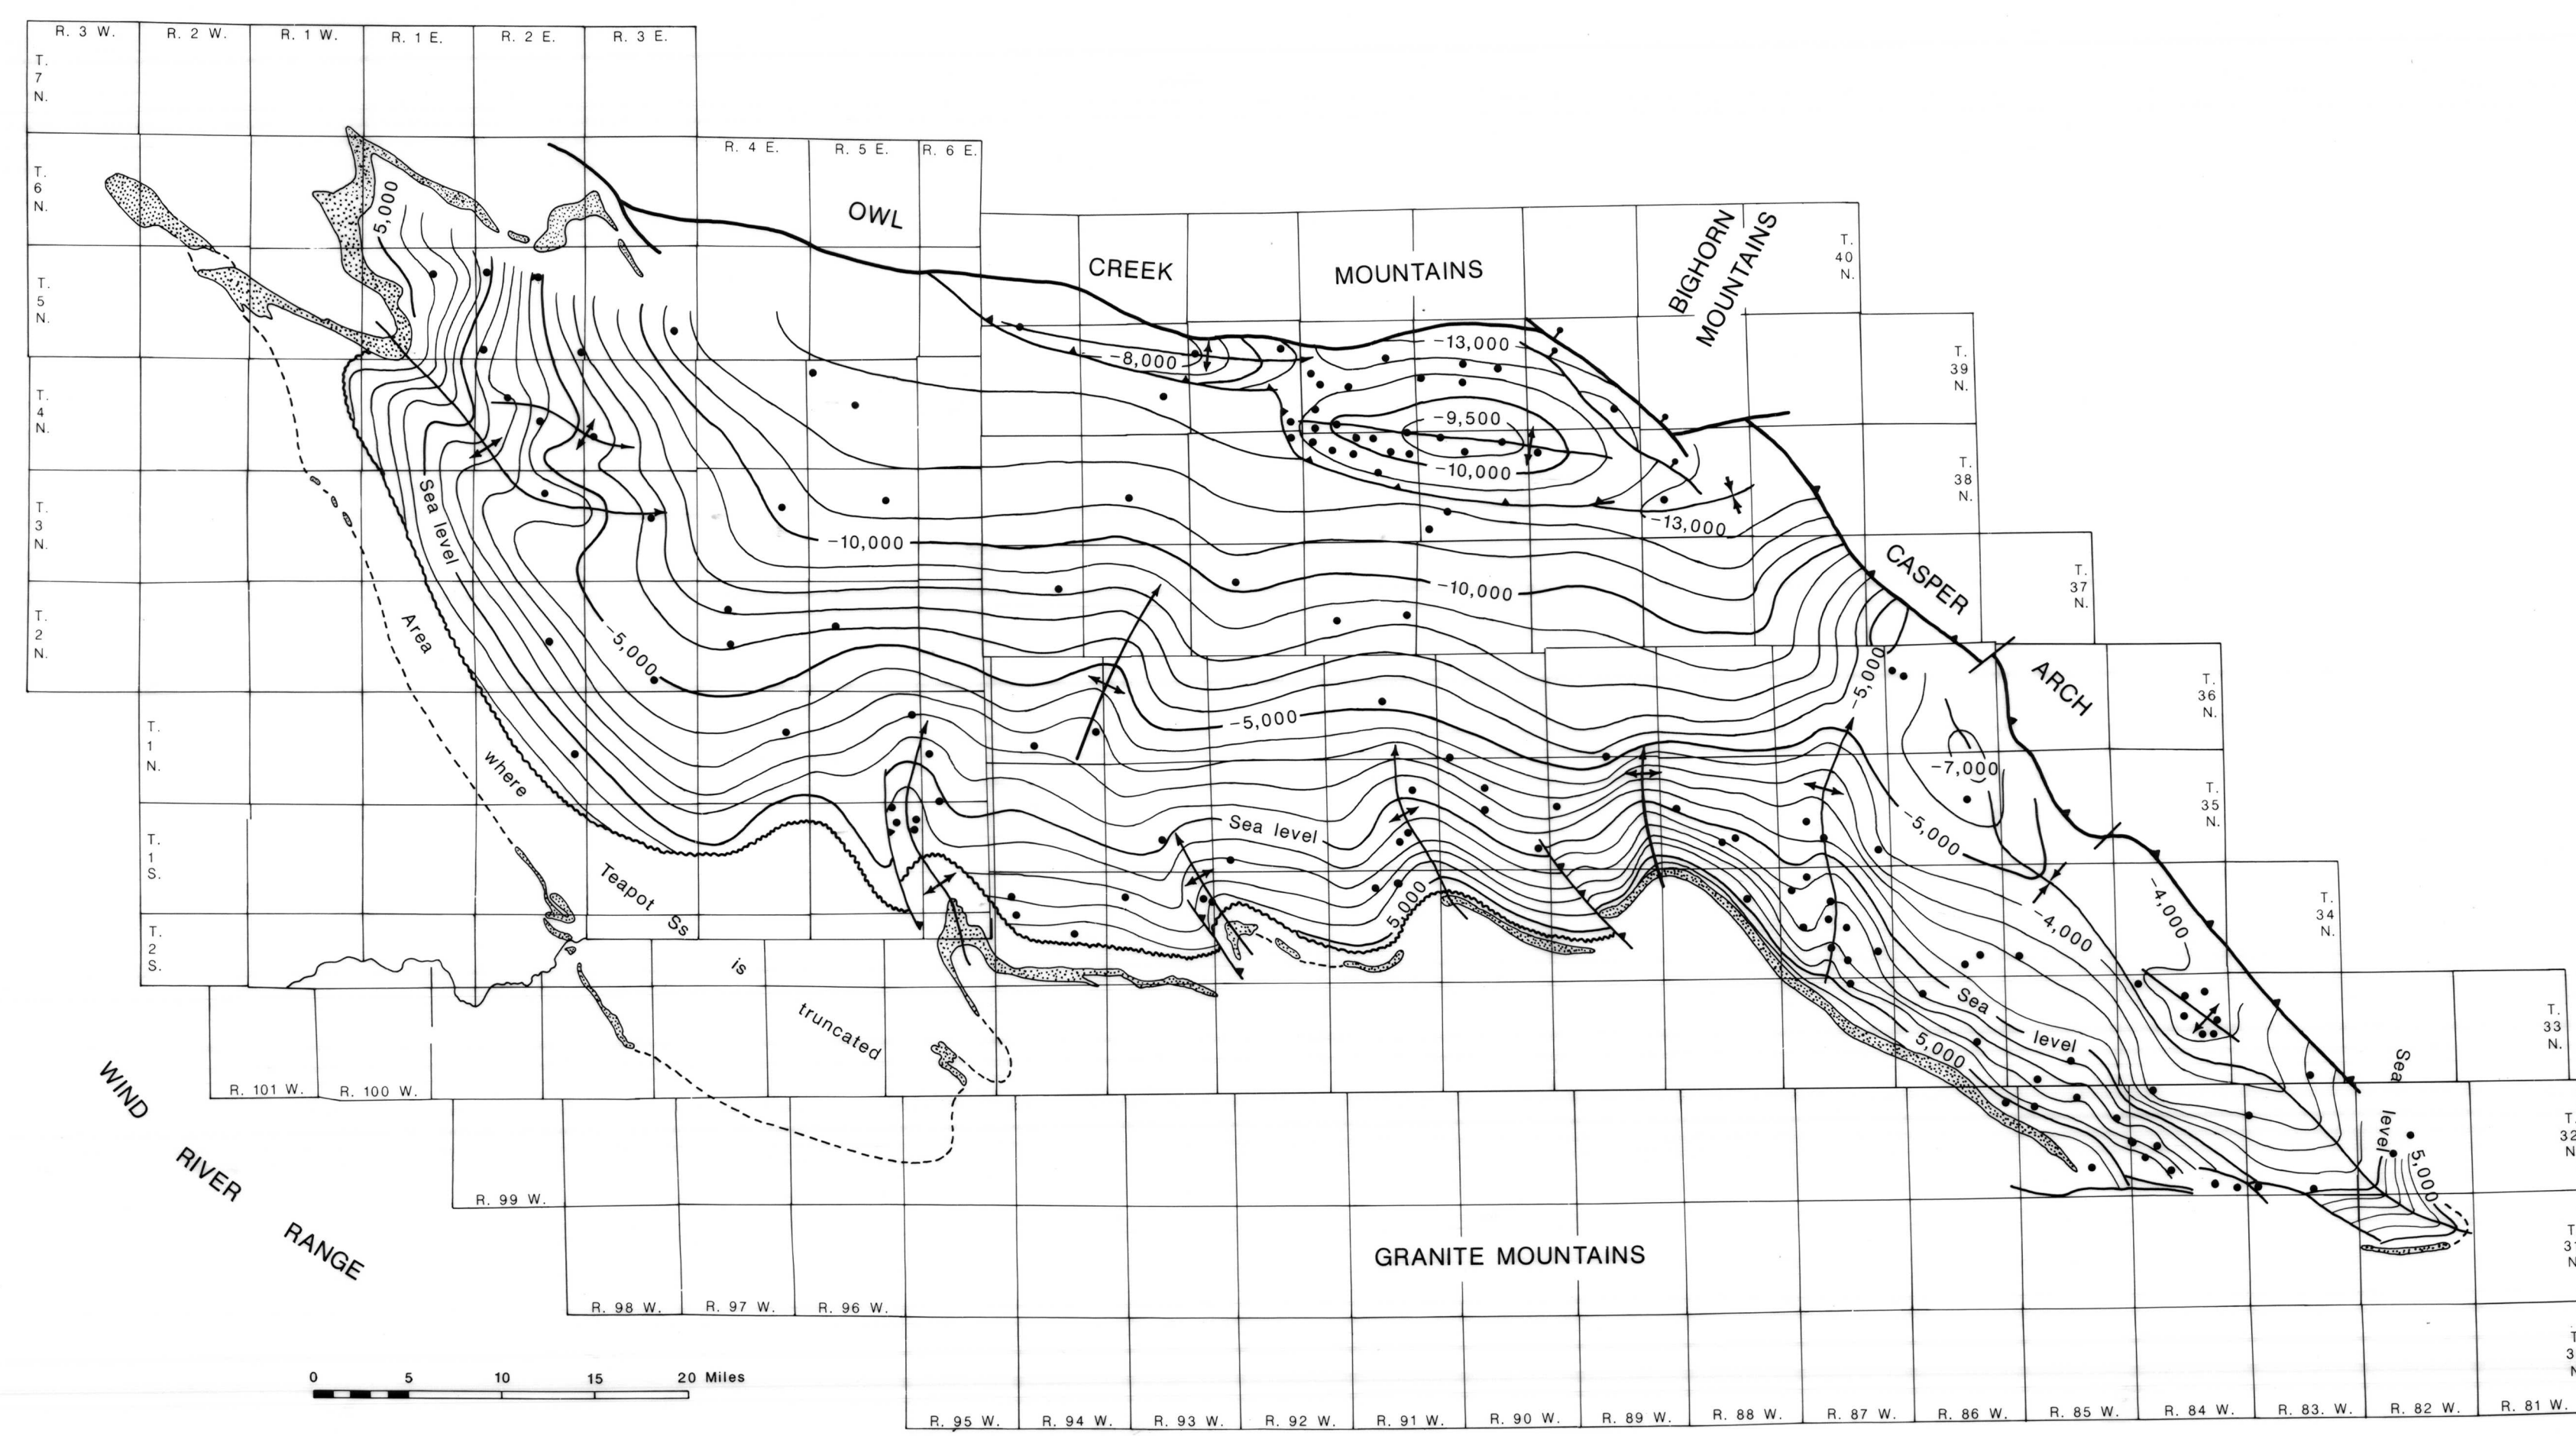 R. 3 W.
R. 2 W.
R. 1 W.
R. 1 E.
R. 2 E.
R. 3 E.
T.
7
N.
R. 4 E.
R. 5 E.
R. 6 E.
T.
6
N.
5,000
OWL
CREEK
MOUNTAINS
BIGHORN
MOUNTAINS
T.
40
N.
T.
5
N.
-8,000
-13,000
T.
39
N.
T.
4
N.
-9,500
-10,000
T.
38
N.
Sea level
T.
3
N.
-10,000
-13,000
-10,000
CASPER
T.
37
N.
T.
2
N.
Area
-5,000
-5,000
-5,000
ARCH
T.
36
N.
T.
1
N.
where
-7,000
T.
35
N.
Sea level
-5,000
T.
1
S.
Teapot Ss
5,000
-4,000
-4,000
T.
34
N.
T.
2
S.
is
truncated
Sea level
5,000
T.
33
N.
R. 101 W.
R. 100 W.
Sea level
5,000
T.
32
N
WIND
RIVER
RANGE
R. 99 W.
GRANITE MOUNTAINS
T
3
N
R. 98 W.
R. 97 W.
R. 96 W.
T
3
N
0 5 10 15 20 Miles
R. 95 W.
R. 94 W.
R. 93 W.
R. 92 W.
R. 91 W.
R. 90 W.
R. 89 W.
R. 88 W.
R. 87 W.
R. 86 W.
R. 85 W.
R. 84 W.
R. 83. W.
R. 82 W.
R. 81 W.